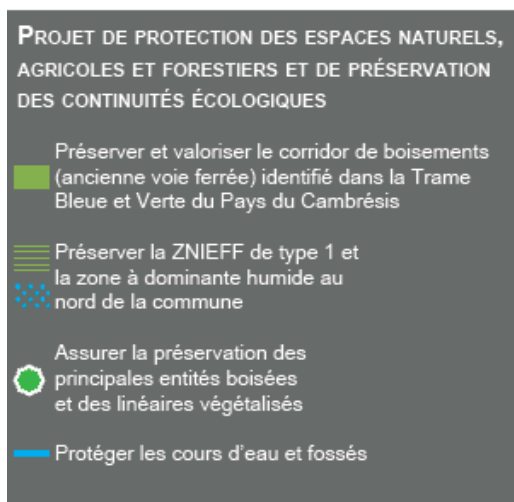 PROJET DE PROTECTION DES ESPACES NATURELS,
AGRICOLES ET FORESTIERS ET DE PRÉSERVATION
DES CONTINUITÉS ÉCOLOGIQUES
Préserver et valoriser le corridor de boisements
(ancienne voie ferrée) identifié dans la Trame
Bleue et Verte du Pays du Cambrésis
Préserver la ZNIEFF de type 1 et
la zone à dominante humide au
nord de la commune
Assurer la préservation des
principales entités boisées
et des linéaires végétalisés
Protéger les cours d'eau et fossés